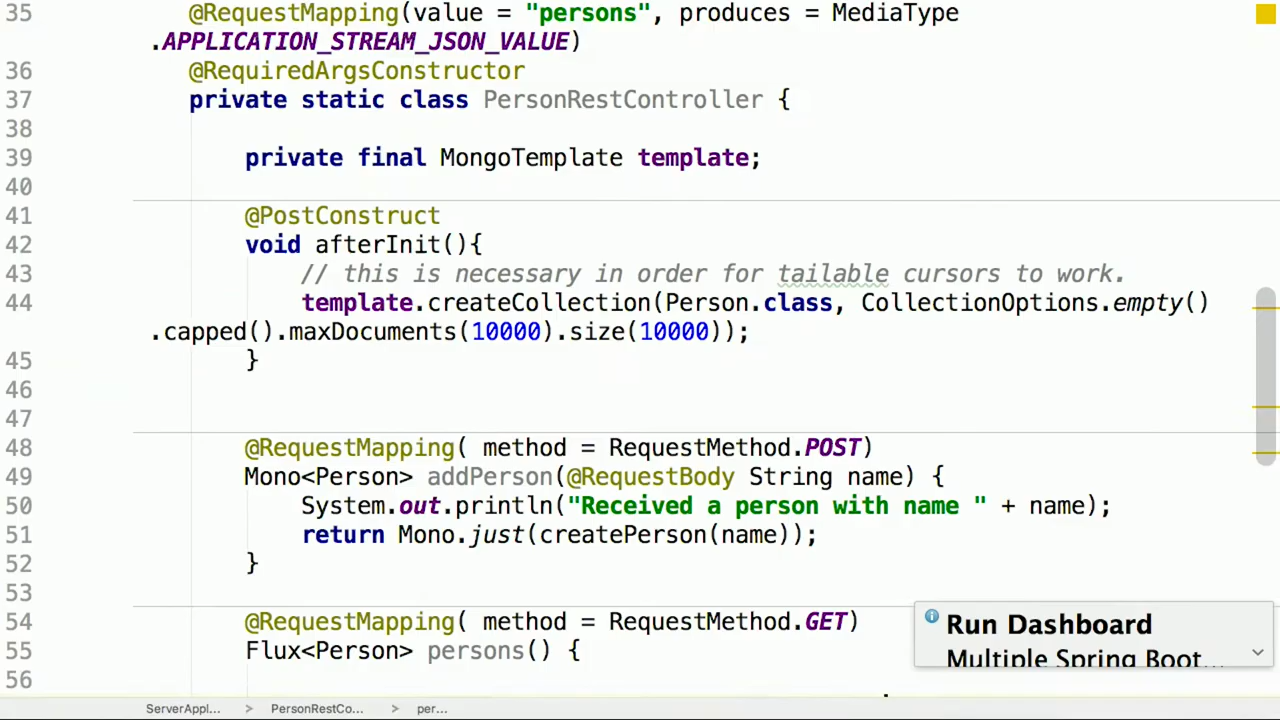 35 @RequestMapping(value = "persons", produces = MediaType
.APPLICATION_STREAM_JSON_VALUE)
36 @RequiredArgsConstructor
37 private static class PersonRestController {
38
39 private final MongoTemplate template;
40
41 @PostConstruct
42 void afterInit(){
43 // this is necessary in order for tailable cursors to work.
44 template.createCollection(Person.class, CollectionOptions.empty()
.capped().maxDocuments(10000).size(10000));
45 }
46
47
48 @RequestMapping( method = RequestMethod.POST)
49 Mono<Person> addPerson(@RequestBody String name) {
50 System.out.println("Received a person with name " + name);
51 return Mono.just(createPerson(name));
52 }
53
54 @RequestMapping( method = RequestMethod.GET)
55 Flux<Person> persons() {
56
Run Dashboard
Multiple Spring Boot...
ServerAppl... > PersonRestCo... > per...